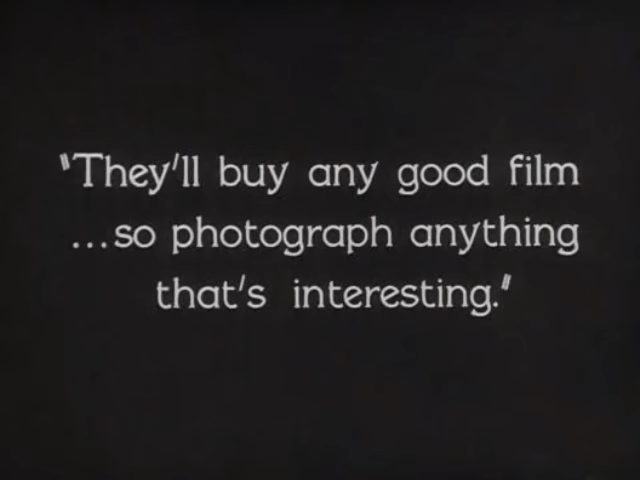 "They'll buy any good film
...so photograph anything
that's interesting."